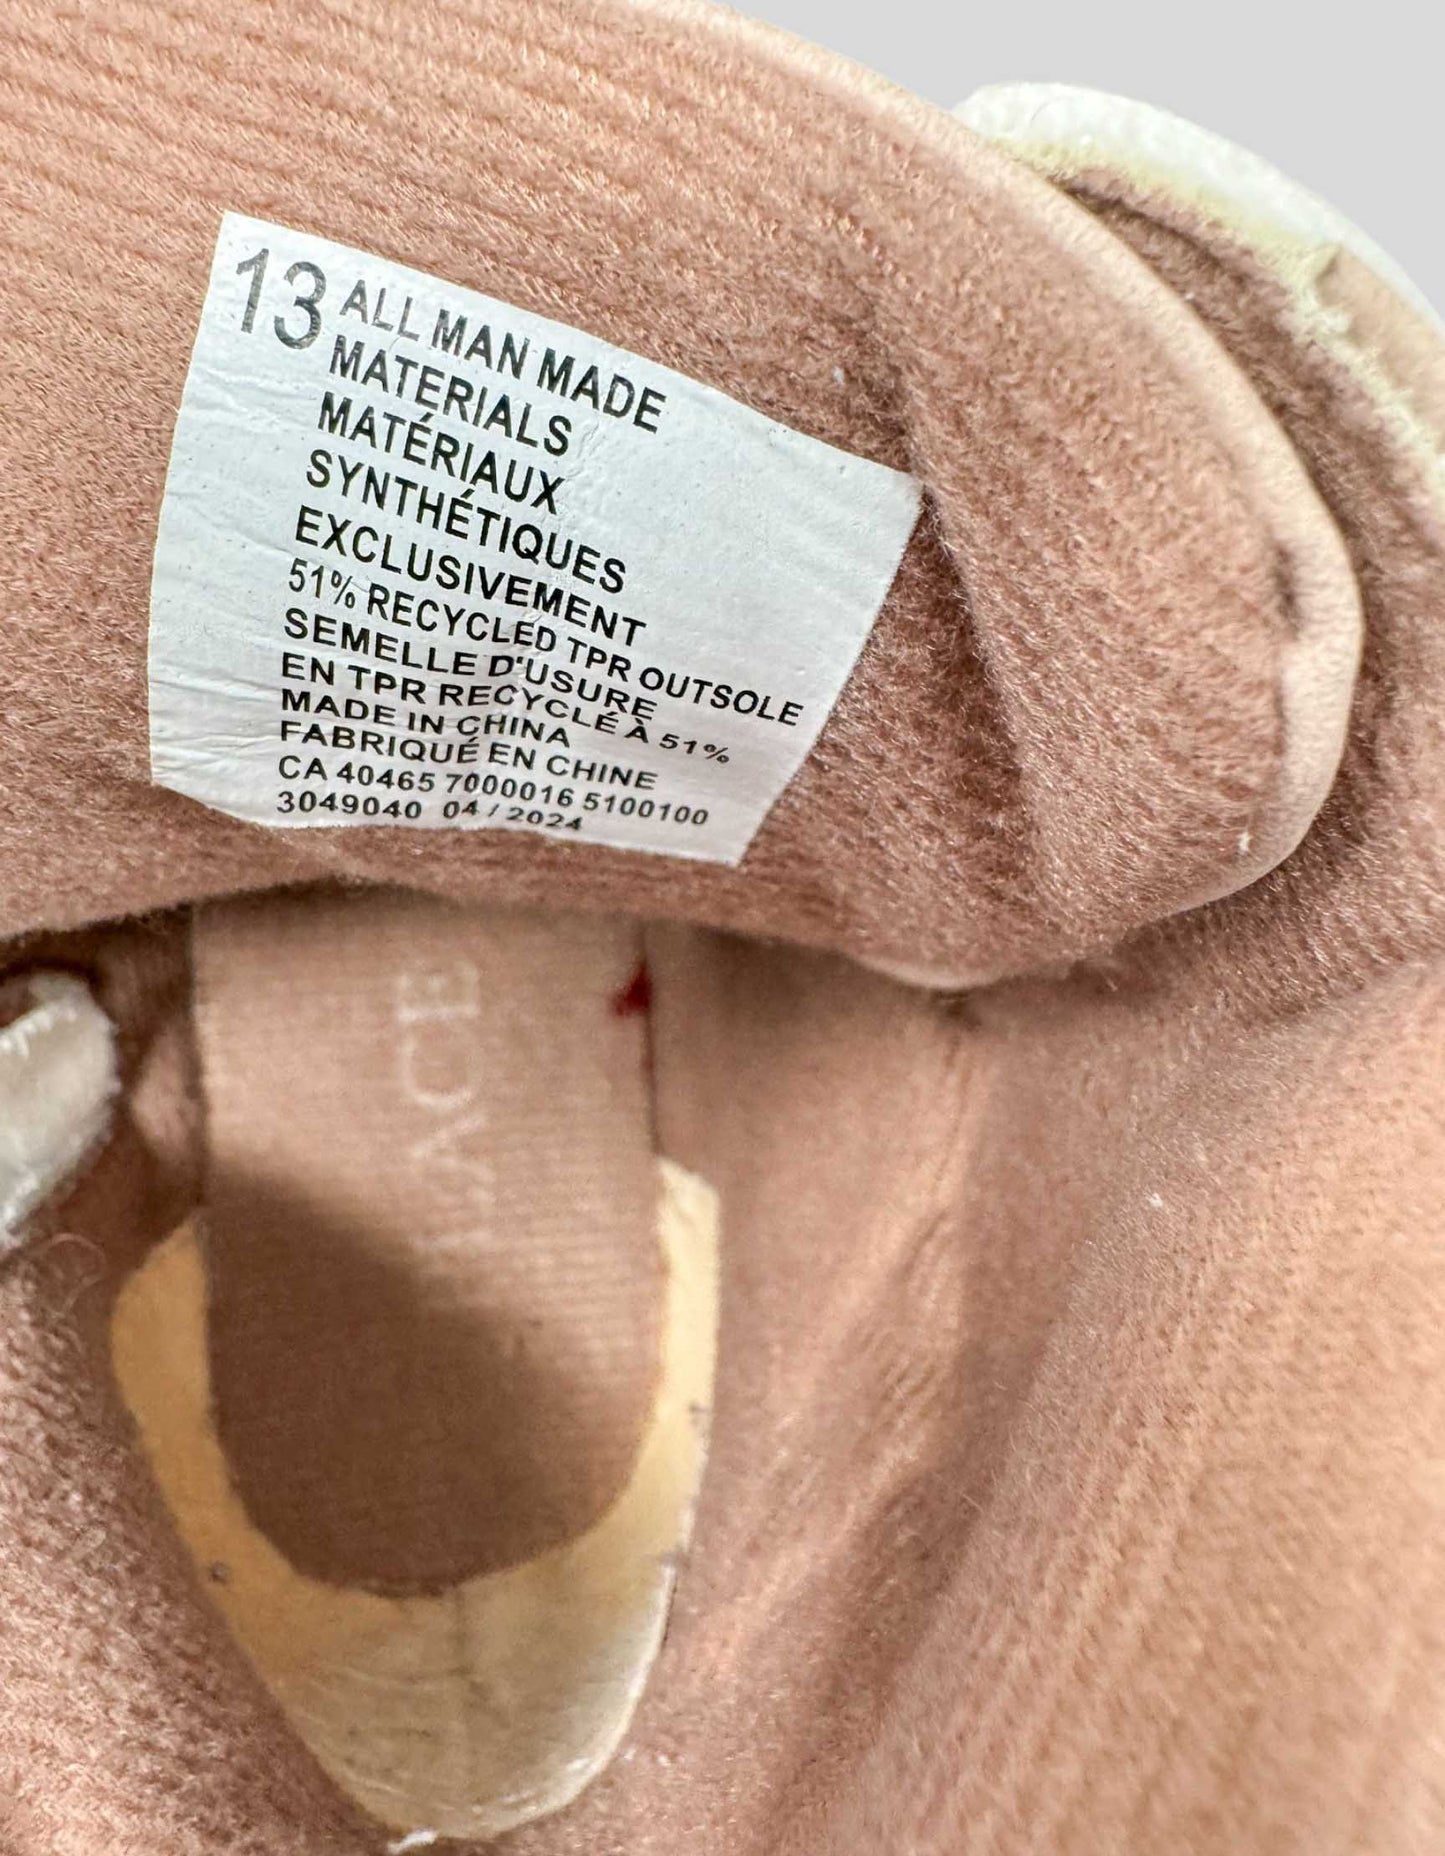 13 ALL MAN MADE
MATERIALS
MATÉRIAUX
SYNTHÉTIQUES
EXCLUSIVEMENT
51% RECYCLED TPR OUTSOLE
SEMELLE D'USURE
EN TPR RECYCLÉ À 51%
MADE IN CHINA
FABRIQUÉ EN CHINE
CA 40465 7000016 5100100
3049040 04 / 2024
PLACE